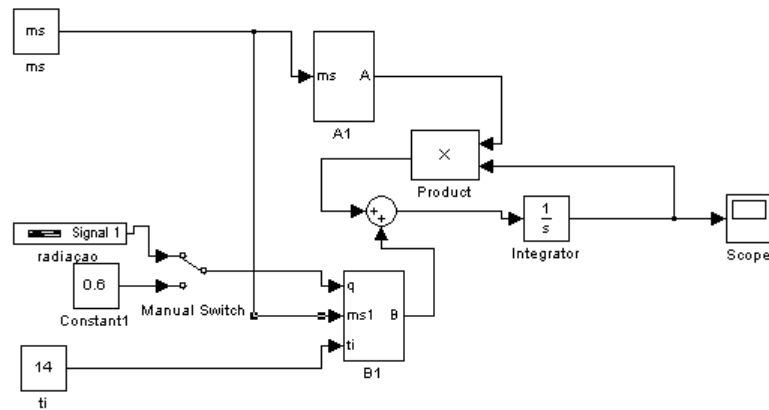 ms
ms
ms A
A1
×
Product
+
+
1
s
Integrator
Scope
Signal 1
radiaçao
0.6
Constant1
Manual Switch
q
ms1 B
ti
B1
14
ti